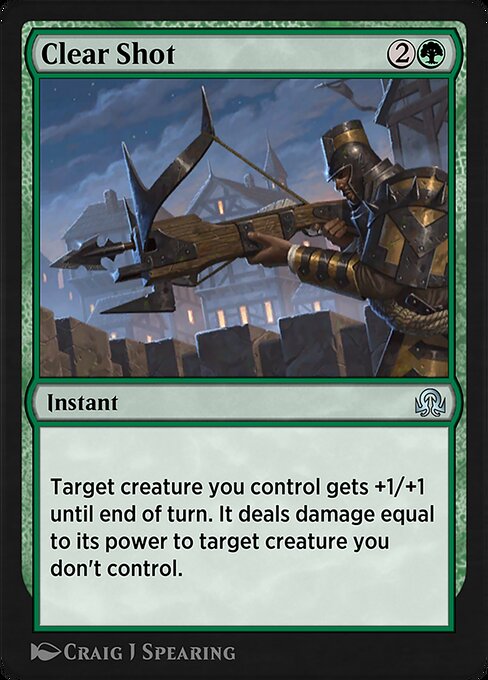 Clear Shot 2
Instant
Target creature you control gets +1/+1
until end of turn. It deals damage equal
to its power to target creature you
don't control.
Craig J Spearing